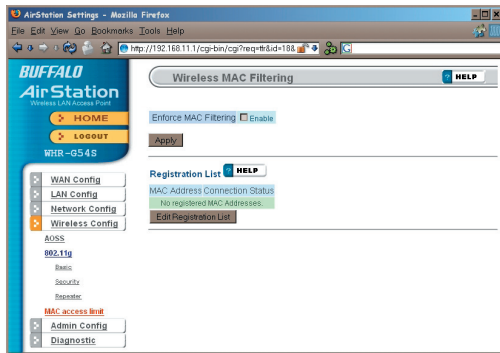 AirStation Settings - Mozilla Firefox
File Edit View Go Bookmarks Tools Help
http://192.168.11.1/cgi-bin/cgi?req=ttr&id=188
BUFFALO
AirStation
Wireless LAN Access Point
HOME
LOGOUT
WHR-G54S
WAN Config
LAN Config
Network Config
Wireless Config
AOSS
802.11g
Basic
Security
Repeater
MAC access limit
Admin Config
Diagnostic
Wireless MAC Filtering
HELP
Enforce MAC Filtering Enable
Apply
Registration List HELP
MAC Address Connection Status
No registered MAC Addresses.
Edit Registration List